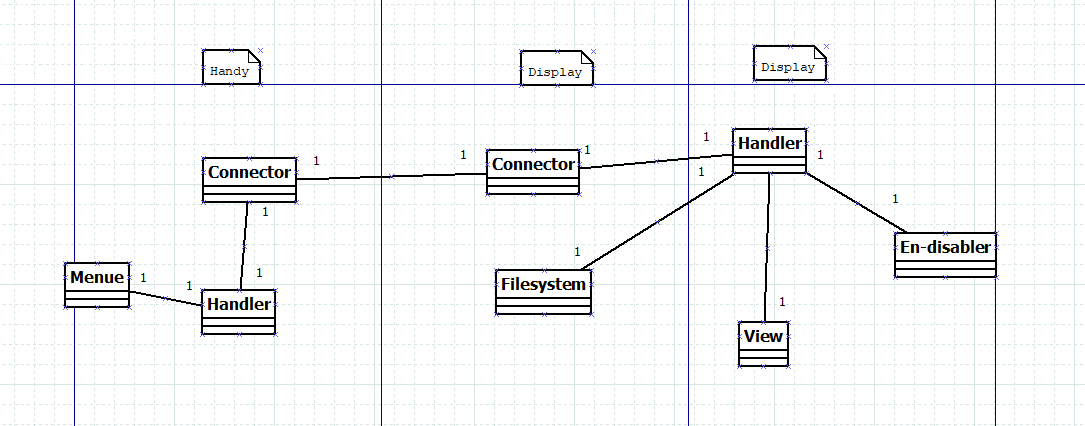 Handy
Display
Display
Handler
1
1
1
1
1
Connector
Connector
1
1
1
1
En-disabler
Menue
1
1
1
Handler
Filesystem
1
View